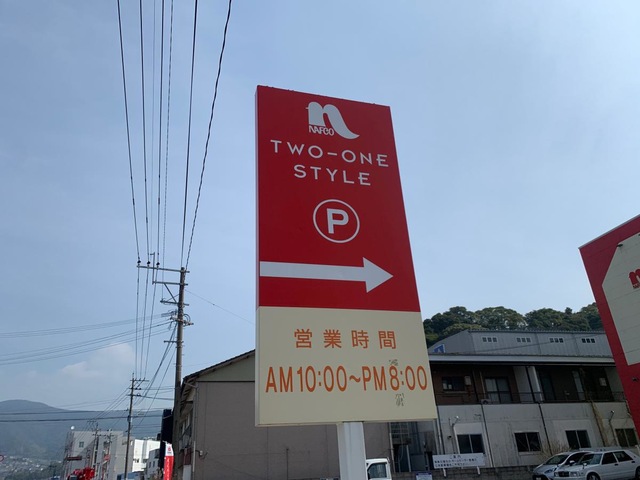 NAFCO
TWO-ONE
STYLE
P
営業時間
AM10:00~PM8:00